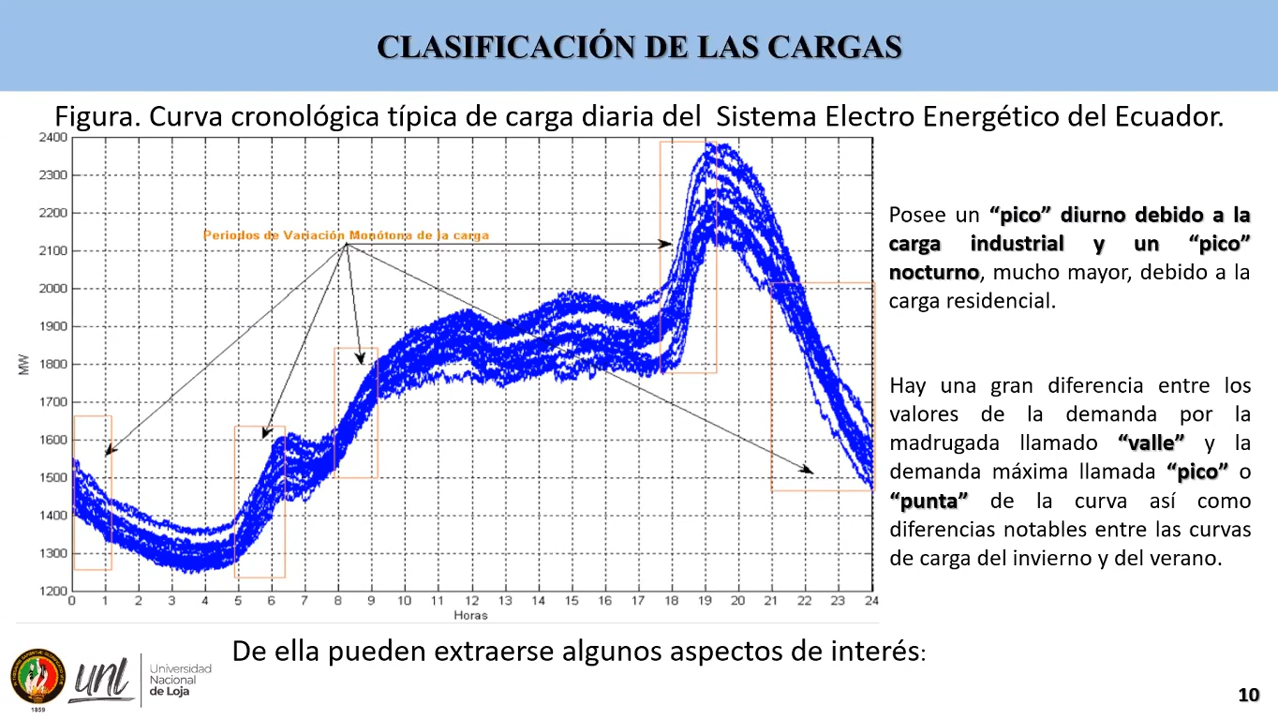 CLASIFICACIÓN DE LAS CARGAS
Figura. Curva cronológica típica de carga diaria del Sistema Electro Energético del Ecuador.
2400
2300
2200
2100
2000
1900
1800
1700
1600
1500
1400
1300
1200
MW
Periodos de Variación Monótona de la carga
0 1 2 3 4 5 6 7 8 9 10 11 12 13 14 15 16 17 18 19 20 21 22 23 24
Horas
Posee un “pico” diurno debido a la
carga industrial y un “pico”
nocturno, mucho mayor, debido a la
carga residencial.
Hay una gran diferencia entre los
valores de la demanda por la
madrugada llamado “valle” y la
demanda máxima llamada “pico” o
“punta” de la curva así como
diferencias notables entre las curvas
de carga del invierno y del verano.
De ella pueden extraerse algunos aspectos de interés:
1859
unl
Universidad
Nacional
de Loja
10